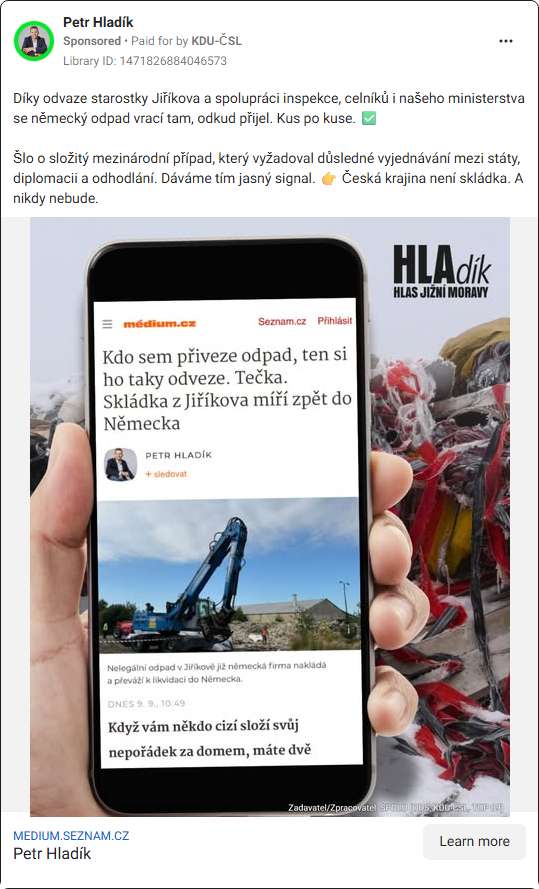 Petr Hladík
Sponsored • Paid for by KDU-ČSL
Library ID: 1471826884046573
Díky odvaze starostky Jiříkova a spolupráci inspekce, celníků i našeho ministerstva
se německý odpad vrací tam, odkud přijel. Kus po kuse. ✅
Šlo o složitý mezinárodní případ, který vyžadoval důsledné vyjednávání mezi státy,
diplomacii a odhodlání. Dáváme tím jasný signal. 👉 Česká krajina není skládka. A
nikdy nebude.
HLAdík
HLAS JIŽNÍ MORAVY
médium.cz
Seznam.cz Přihlásit
Kdo sem přiveze odpad, ten si
ho taky odveze. Tečka.
Skládka z Jiříkova míří zpět do
Německa
PETR HLADÍK
+ sledovat
Nelegální odpad v Jiříkově již německá firma nakládá
a převáží k likvidaci do Německa.
DNES 9. 9., 10:49
Když vám někdo cizí složí svůj
nepořádek za domem, máte dvě
Zadavatel/Zpracovatel: SPOLU (ODS, KDU-ČSL, TOP 09)
MEDIUM.SEZNAM.CZ
Petr Hladík
Learn more